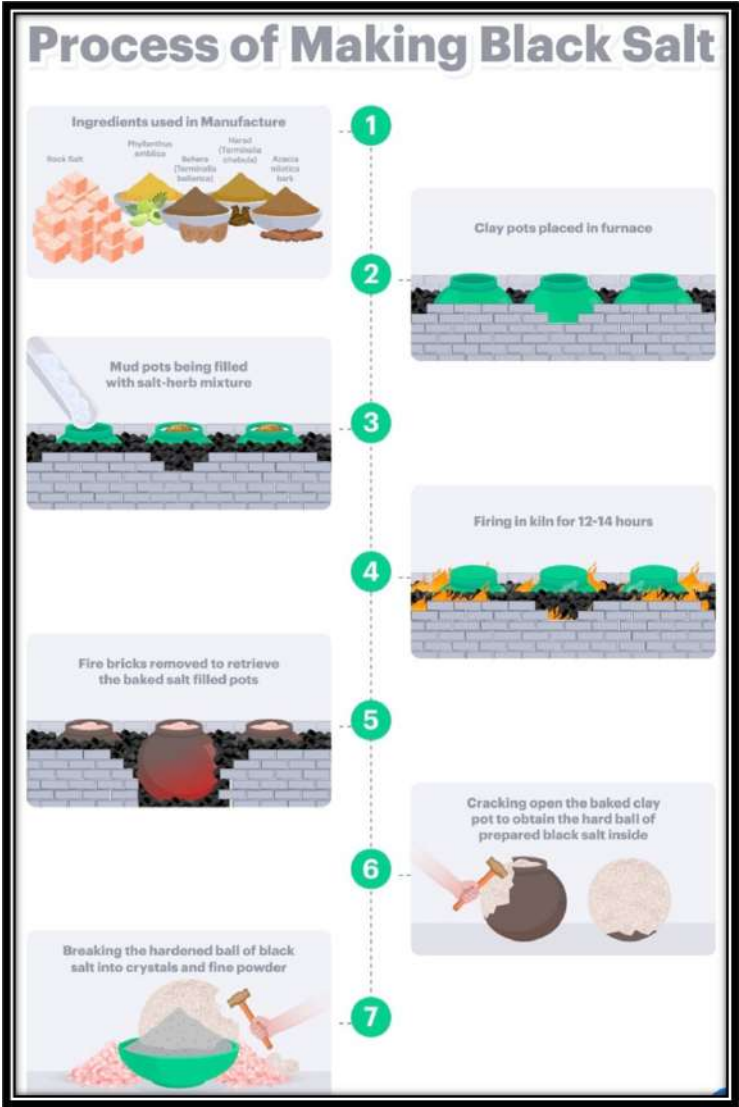 Process of Making Black Salt
1
Ingredients used in Manufacture
Rock Salt
Phyllanthus
emblica
Behera
(Terminalia
bellerica)
Harad
(Terminalia
chebula)
Acacia
nilotica
bark
2
Clay pots placed in furnace
3
Mud pots being filled
with salt-herb mixture
4
Firing in kiln for 12-14 hours
5
Fire bricks removed to retrieve
the baked salt filled pots
6
Cracking open the baked clay
pot to obtain the hard ball of
prepared black salt inside
7
Breaking the hardened ball of black
salt into crystals and fine powder